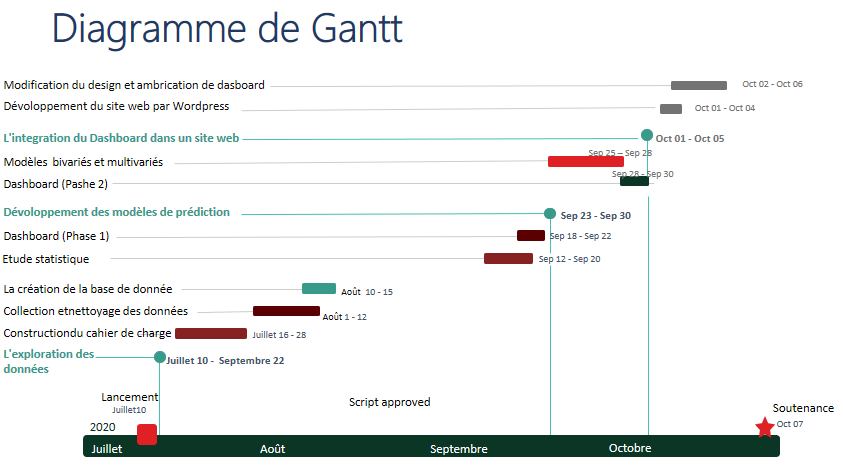 Diagramme de Gantt
Modification du design et ambrication de dasboard
Oct 02 - Oct 06
Dévoloppement du site web par Wordpress
Oct 01 - Oct 04
L'integration du Dashboard dans un site web
Oct 01 - Oct 05
Modèles bivariés et multivariés
Sep 25 – Sep 28
Dashboard (Pashe 2)
Sep 28 - Sep 30
Dévoloppement des modèles de prédiction
Sep 23 - Sep 30
Dashboard (Phase 1)
Sep 18 - Sep 22
Etude statistique
Sep 12 - Sep 20
La création de la base de donnée
Août 10 - 15
Collection etnettoyage des données
Août 1 - 12
Constructiondu cahier de charge
Juillet 16 - 28
L'exploration des
données
Juillet 10 - Septembre 22
Lancement
Juillet10
Script approved
Soutenance
Oct 07
2020
Juillet
Août
Septembre
Octobre